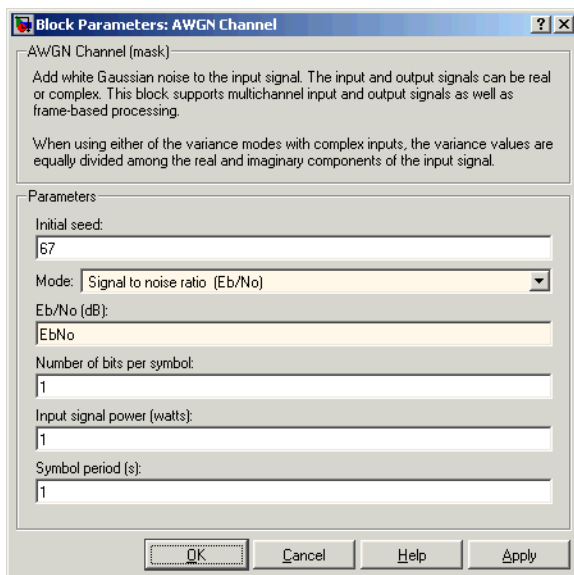 Block Parameters: AWGN Channel
AWGN Channel (mask)
Add white Gaussian noise to the input signal. The input and output signals can be real
or complex. This block supports multichannel input and output signals as well as
frame-based processing.
When using either of the variance modes with complex inputs, the variance values are
equally divided among the real and imaginary components of the input signal.
Parameters
Initial seed:
67
Mode: Signal to noise ratio (Eb/No)
Eb/No (dB):
EbNo
Number of bits per symbol:
1
Input signal power (watts):
1
Symbol period (s):
1
OK Cancel Help Apply